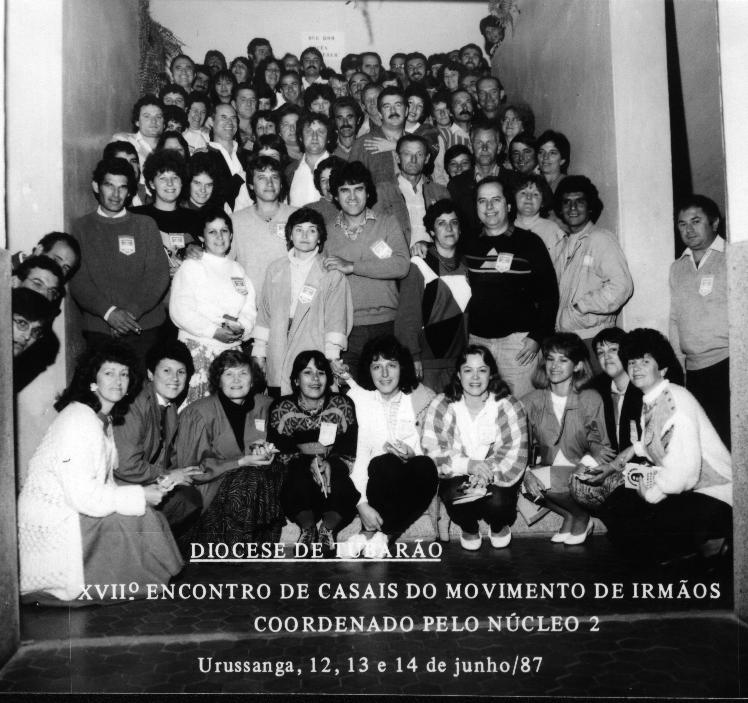 DIOCESE DE TUBARÃO
XVIIº ENCONTRO DE CASAIS DO MOVIMENTO DE IRMÃOS
COORDENADO PELO NÚCLEO 2
Urussanga, 12, 13 e 14 de junho/87